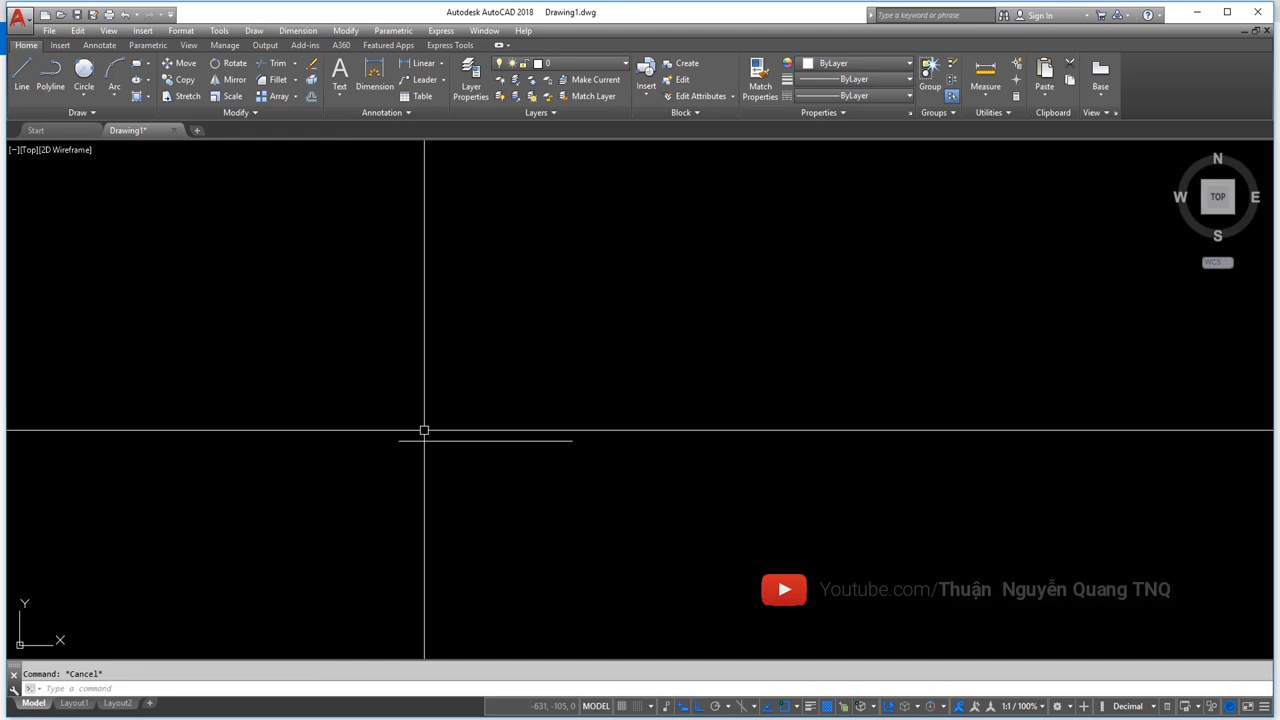 Autodesk AutoCAD 2018 Drawing1.dwg
Type a keyword or phrase
Sign In
File Edit View Insert Format Tools Draw Dimension Modify Parametric Express Window Help
Home Insert Annotate Parametric View Manage Output Add-ins A360 Featured Apps Express Tools
Line Polyline Circle Arc
Move Rotate Trim
Copy Mirror Fillet
Stretch Scale Array
Text Dimension
Linear
Leader
Table
Layer
Properties
0
Make Current
Match Layer
Insert
Create
Edit
Edit Attributes
Match
Properties
ByLayer
ByLayer
ByLayer
Group Measure Paste Base
Draw Modify Annotation Layers Block Properties Groups Utilities Clipboard View
Start Drawing1*
[−][Top][2D Wireframe]
N
W TOP E
S
WCS
Youtube.com/Thuận Nguyễn Quang TNQ
Y
X
Command: *Cancel*
Type a command
Model Layout1 Layout2
-631, -105, 0 MODEL 1:1 / 100% Decimal